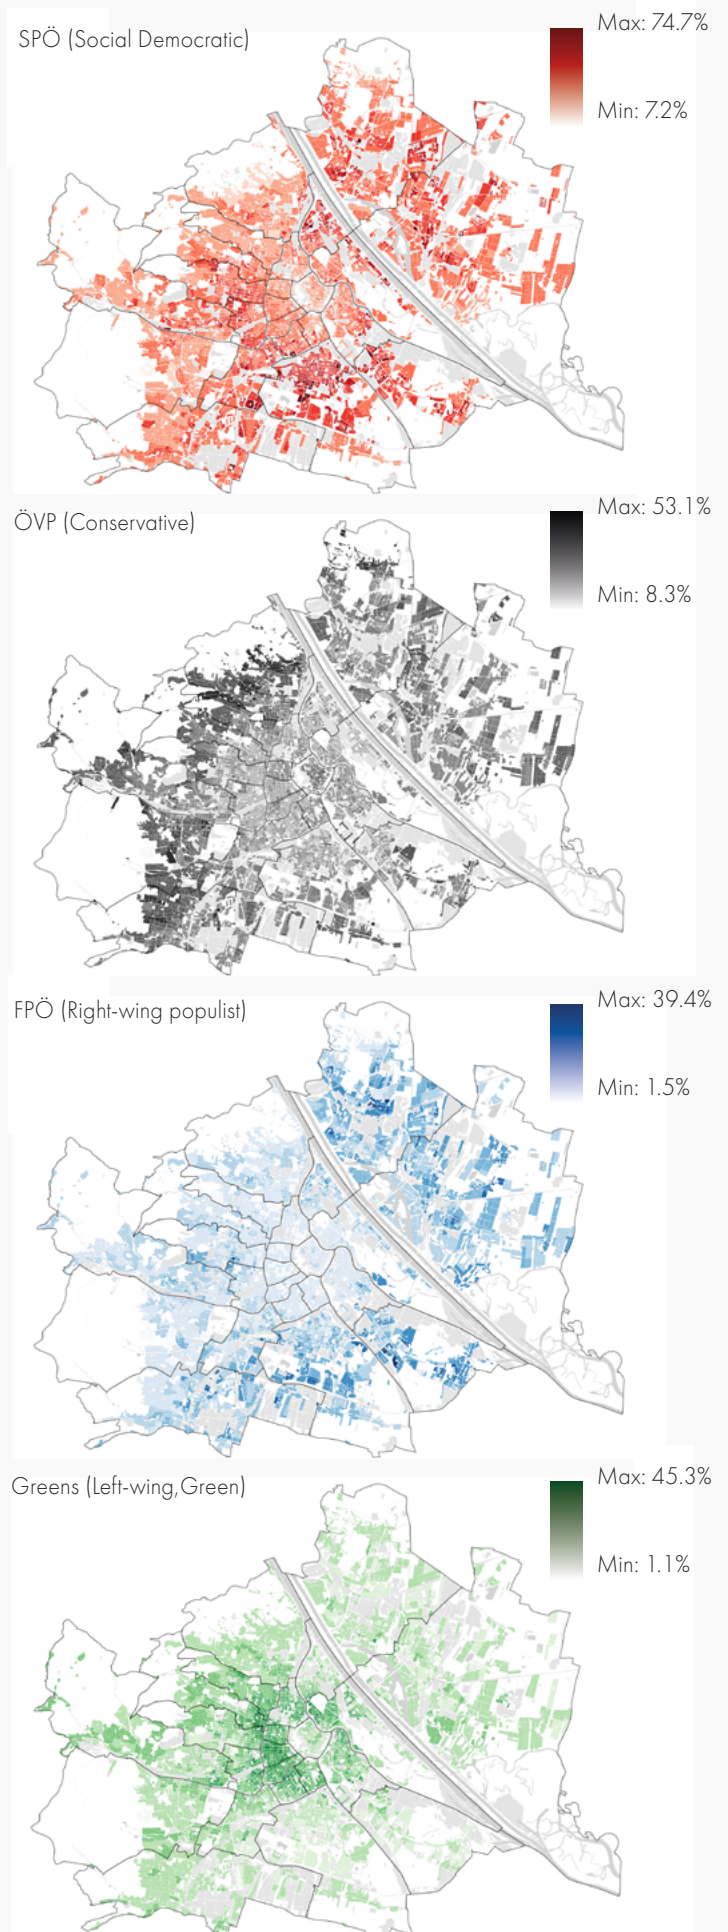 SPÖ (Social Democratic)
Max: 74.7%
Min: 7.2%
ÖVP (Conservative)
Max: 53.1%
Min: 8.3%
FPÖ (Right-wing populist)
Max: 39.4%
Min: 1.5%
Greens (Left-wing,Green)
Max: 45.3%
Min: 1.1%